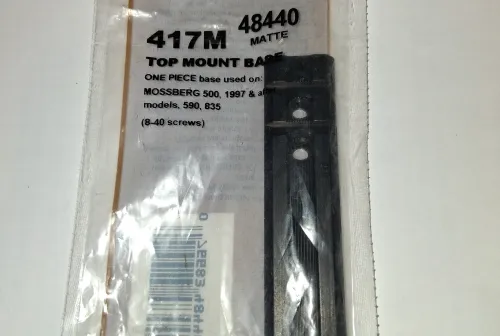 417M 48440
MATTE
TOP MOUNT BASE
ONE PIECE base used on:
MOSSBERG 500, 1997 &
models, 590, 835
(8-40 screws)